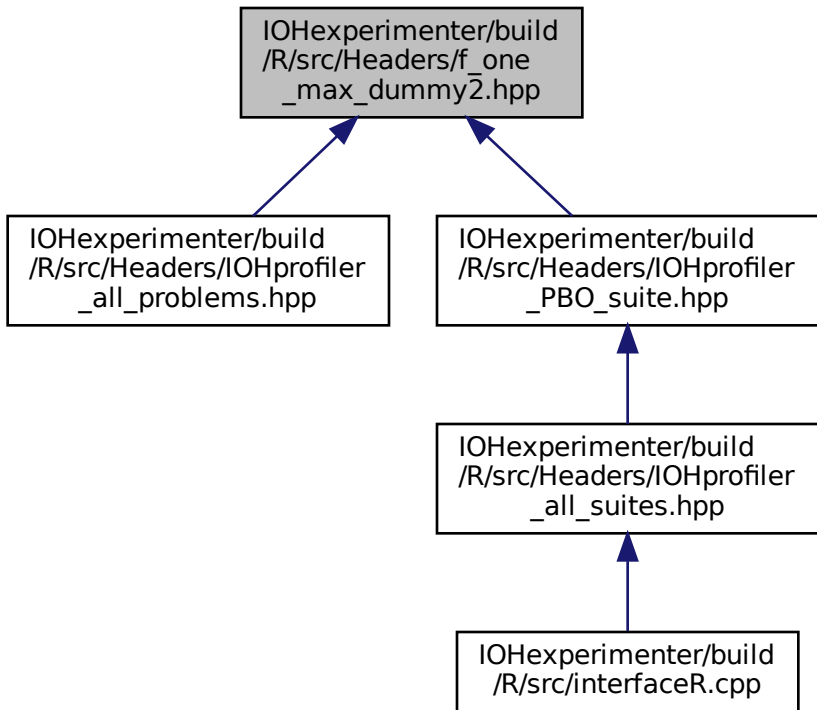 IOHexperimenter/build
/R/src/Headers/f_one
_max_dummy2.hpp
IOHexperimenter/build
/R/src/Headers/IOHprofiler
_all_problems.hpp
IOHexperimenter/build
/R/src/Headers/IOHprofiler
_PBO_suite.hpp
IOHexperimenter/build
/R/src/Headers/IOHprofiler
_all_suites.hpp
IOHexperimenter/build
/R/src/interfaceR.cpp